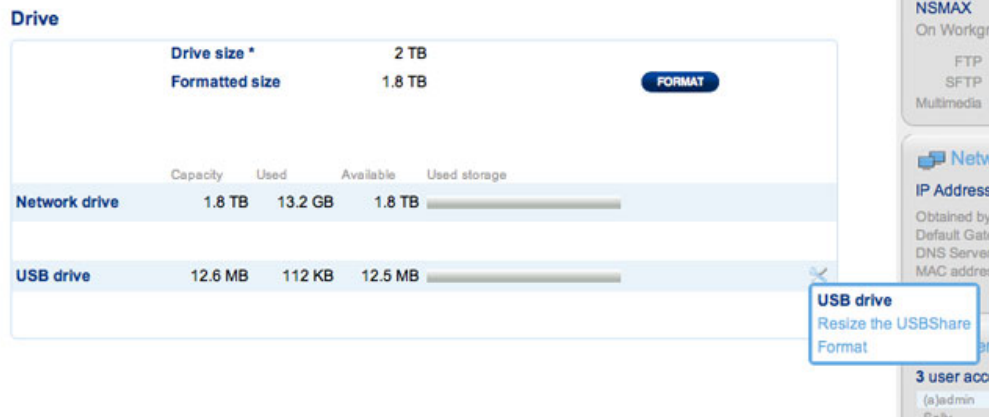 Drive
Drive size * 2 TB
Formatted size 1.8 TB
FORMAT
Capacity Used Available Used storage
Network drive 1.8 TB 13.2 GB 1.8 TB
USB drive 12.6 MB 112 KB 12.5 MB
USB drive
Resize the USBShare
Format
NSMAX
On Workgr
FTP
SFTP
Multimedia
Netw
IP Address
Obtained by
Default Gate
DNS Server
MAC addres
3 user acc
(a)admin